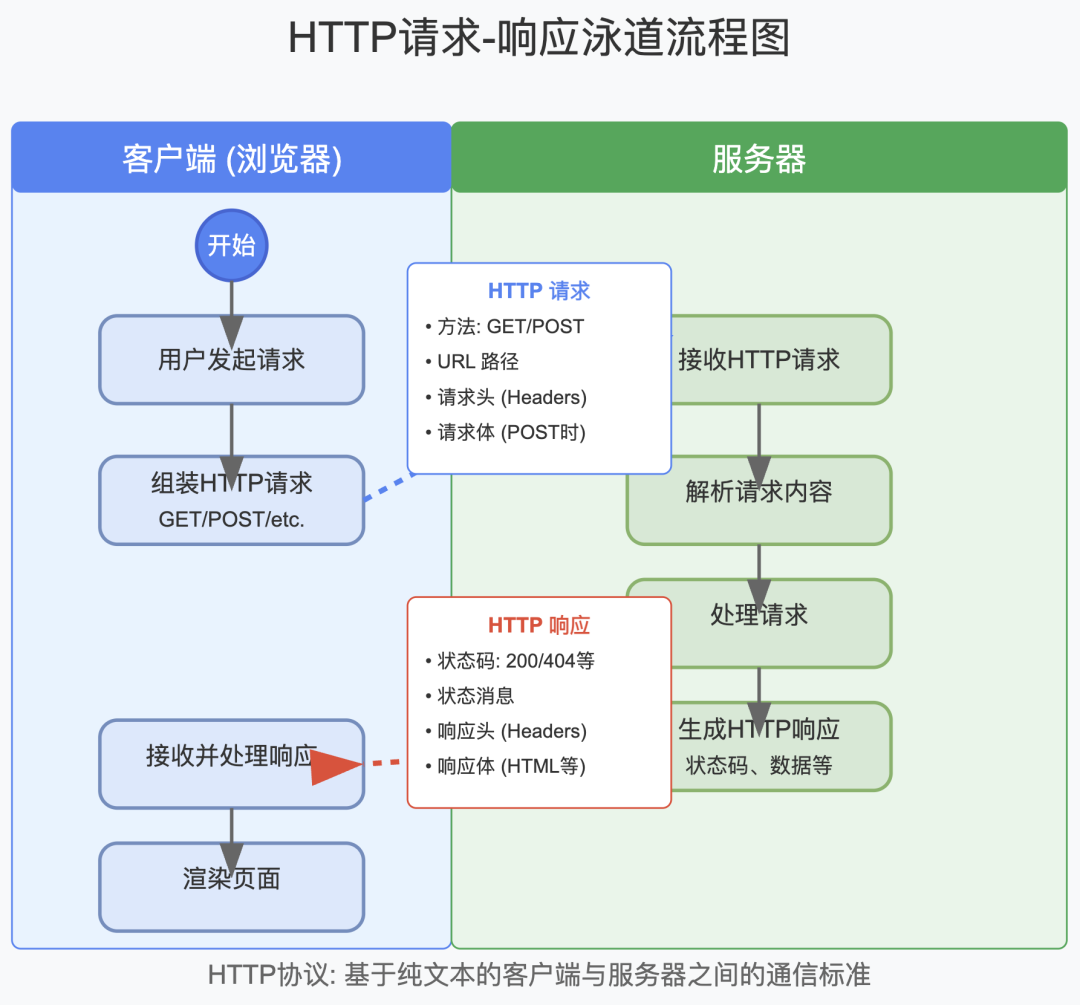 HTTP请求-响应泳道流程图
客户端 (浏览器)
服务器
开始
用户发起请求
组装HTTP请求
GET/POST/etc.
HTTP 请求
• 方法: GET/POST
• URL 路径
• 请求头 (Headers)
• 请求体 (POST时)
接收HTTP请求
解析请求内容
处理请求
生成HTTP响应
状态码、数据等
HTTP 响应
• 状态码: 200/404等
• 状态消息
• 响应头 (Headers)
• 响应体 (HTML等)
接收并处理响应
渲染页面
HTTP协议: 基于纯文本的客户端与服务器之间的通信标准